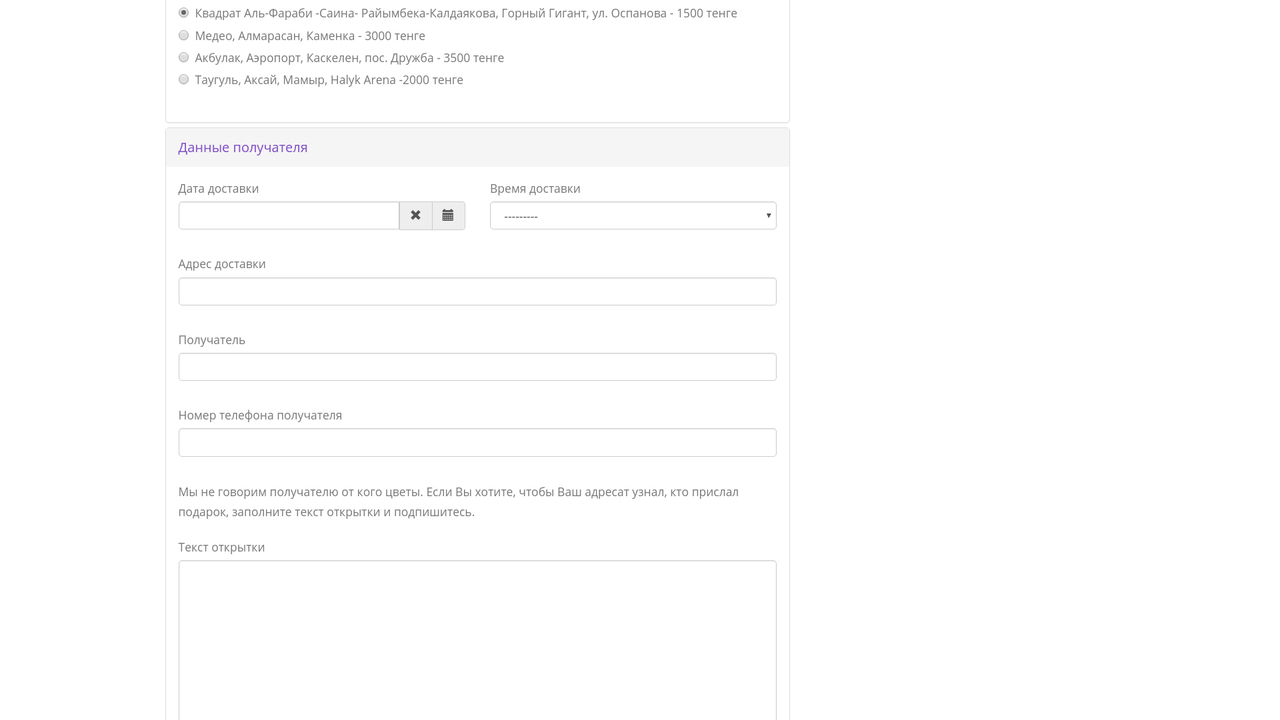 Квадрат Аль-Фараби -Саина- Райымбека-Калдаякова, Горный Гигант, ул. Оспанова - 1500 тенге
Медео, Алмарасан, Каменка - 3000 тенге
Акбулак, Аэропорт, Каскелен, пос. Дружба - 3500 тенге
Таугуль, Аксай, Мамыр, Halyk Arena -2000 тенге
Данные получателя
Дата доставки
Время доставки
---------
Адрес доставки
Получатель
Номер телефона получателя
Мы не говорим получателю от кого цветы. Если Вы хотите, чтобы Ваш адресат узнал, кто прислал
подарок, заполните текст открытки и подпишитесь.
Текст открытки